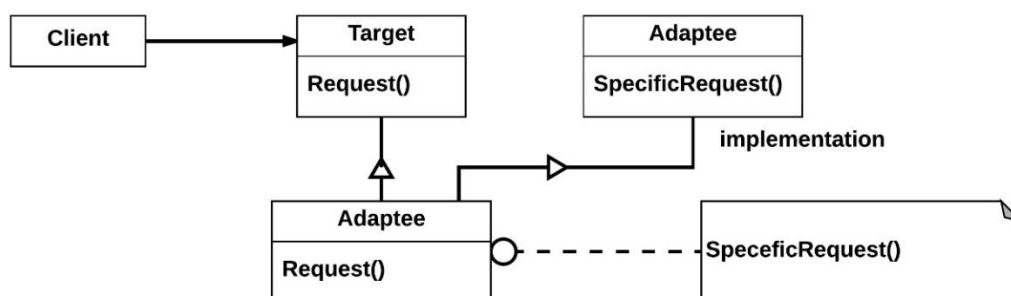 Client
Target
Request()
Adaptee
SpecificRequest()
implementation
Adaptee
Request()
SpeceficRequest()